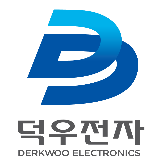 덕우전자
DERKWOO ELECTRONICS